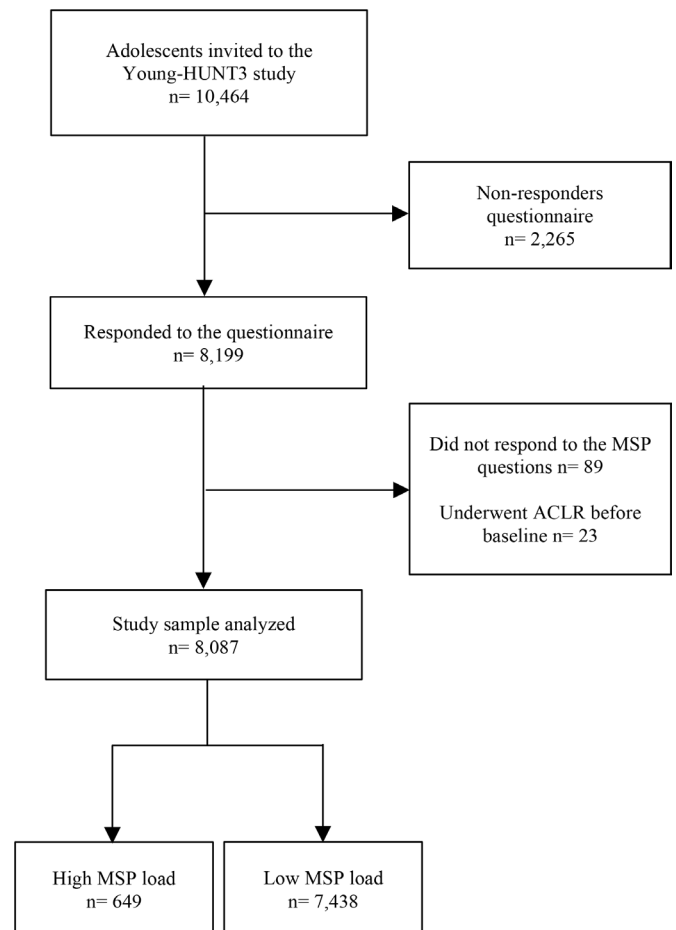 Adolescents invited to the
Young-HUNT3 study
n= 10,464
Non-responders
questionnaire
n= 2,265
Responded to the questionnaire
n= 8,199
Did not respond to the MSP
questions n= 89
Underwent ACLR before
baseline n= 23
Study sample analyzed
n= 8,087
High MSP load
n= 649
Low MSP load
n= 7,438